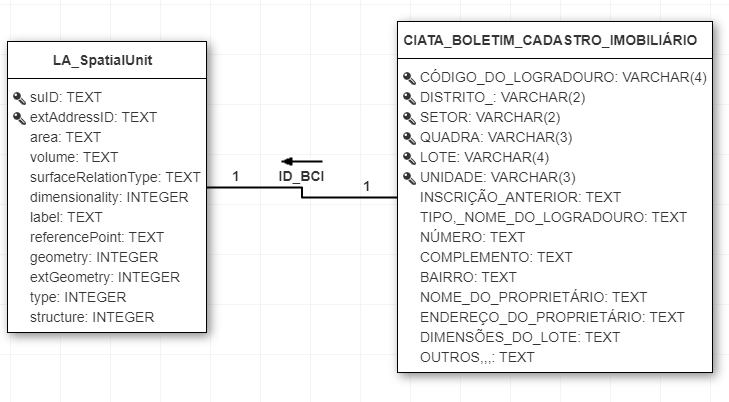 LA_SpatialUnit
suID: TEXT
extAddressID: TEXT
area: TEXT
volume: TEXT
surfaceRelationType: TEXT
dimensionality: INTEGER
label: TEXT
referencePoint: TEXT
geometry: INTEGER
extGeometry: INTEGER
type: INTEGER
structure: INTEGER
1
ID_BCI
1
CIATA_BOLETIM_CADASTRO_IMOBILIÁRIO
CÓDIGO_DO_LOGRADOURO: VARCHAR(4)
DISTRITO_: VARCHAR(2)
SETOR: VARCHAR(2)
QUADRA: VARCHAR(3)
LOTE: VARCHAR(4)
UNIDADE: VARCHAR(3)
INSCRIÇÃO_ANTERIOR: TEXT
TIPO,_NOME_DO_LOGRADOURO: TEXT
NÚMERO: TEXT
COMPLEMENTO: TEXT
BAIRRO: TEXT
NOME_DO_PROPRIETÁRIO: TEXT
ENDEREÇO_DO_PROPRIETÁRIO: TEXT
DIMENSÕES_DO_LOTE: TEXT
OUTROS,,,: TEXT